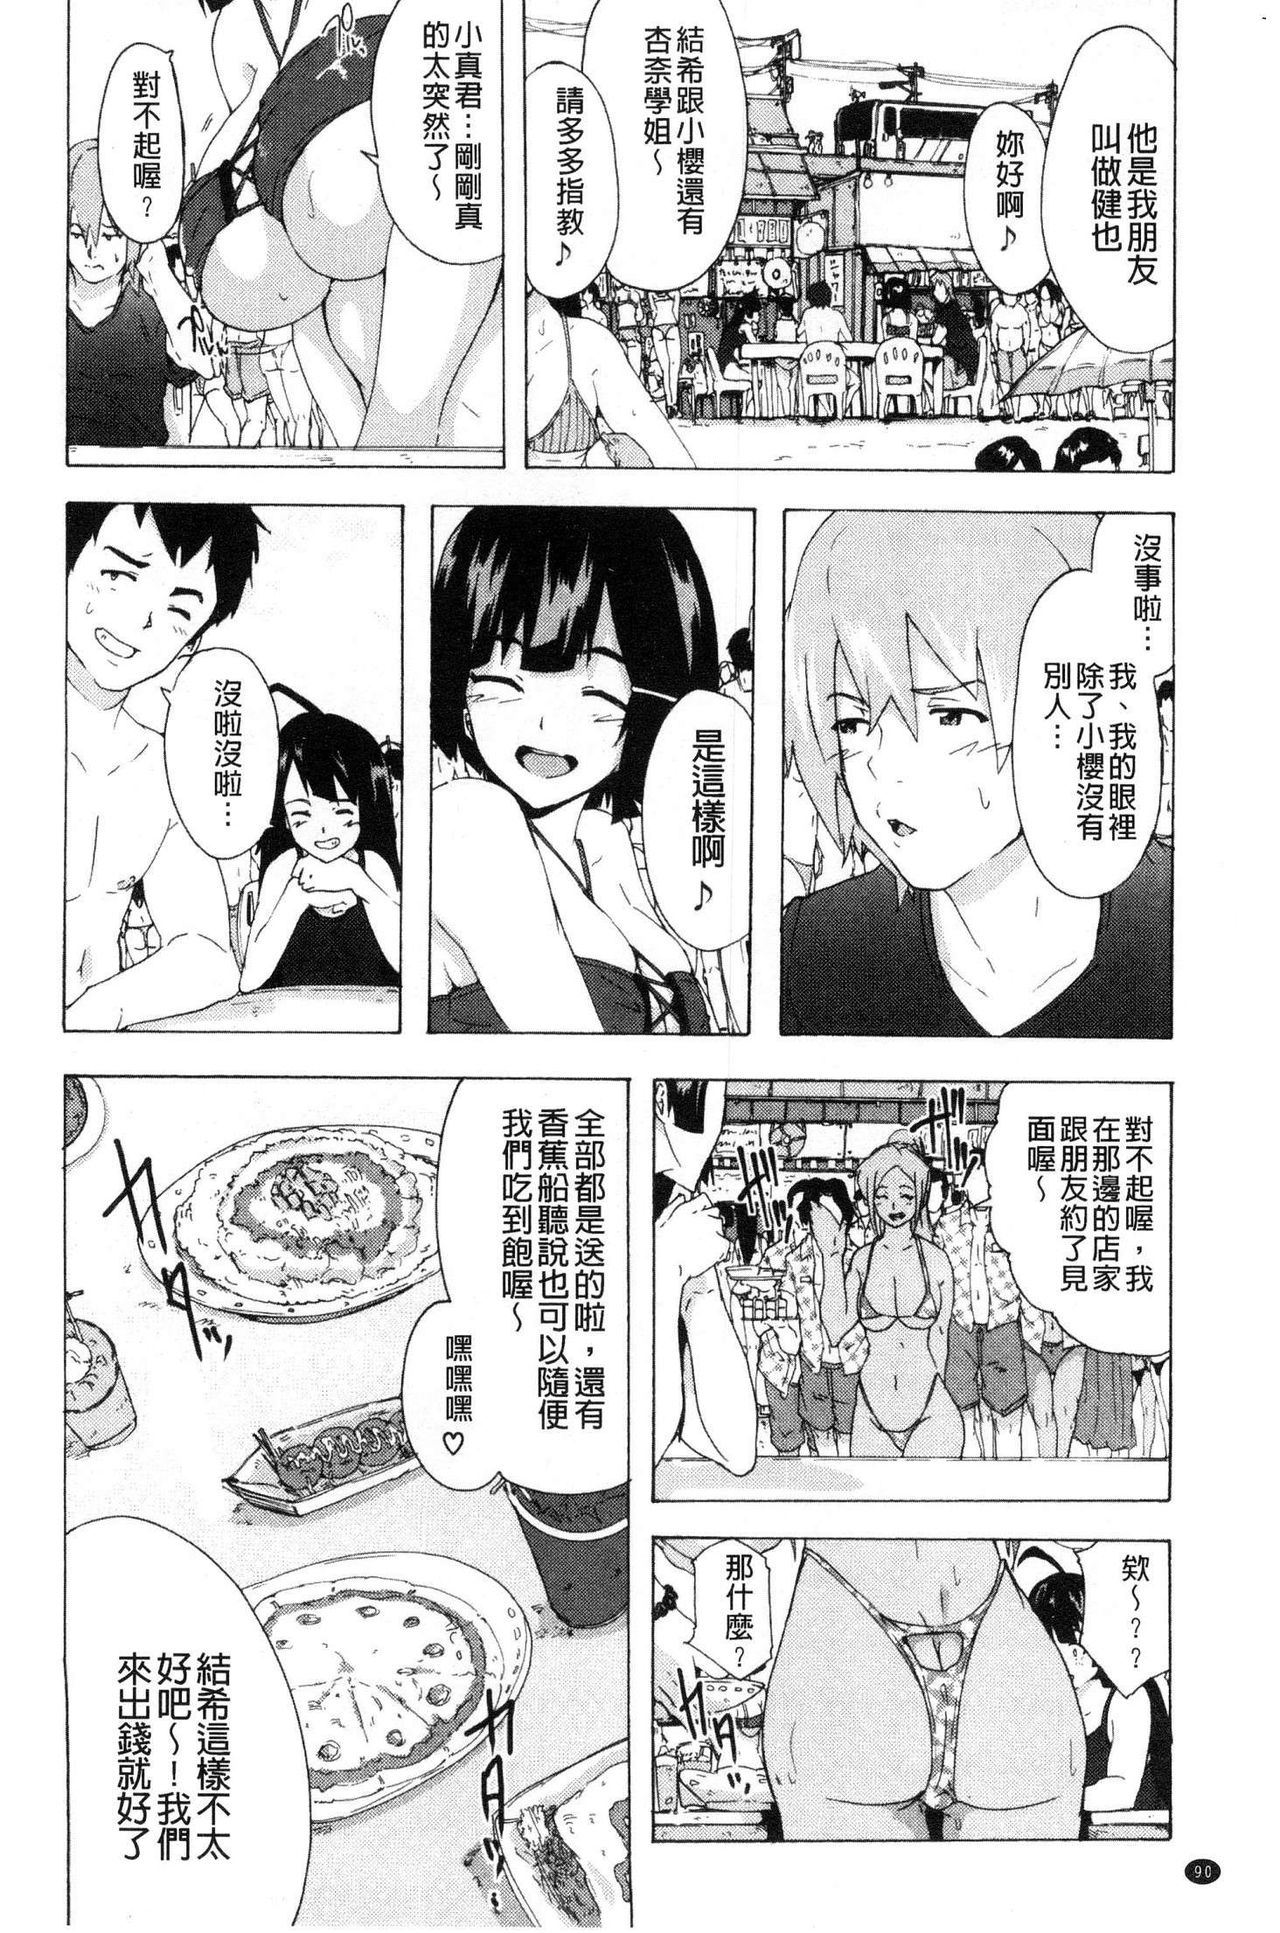 他是我朋友
叫做健也
妳好啊♪
結希跟小櫻還有
杏奈學姐～
請多多指教♪
小真君…剛剛真
的太突然了～
對不起喔？
沒事啦…
我、我的眼裡
除了小櫻沒有
別人…
是這樣啊♪
沒啦沒啦…
對不起喔，我
在那邊的店家
跟朋友約了見
面喔～
欸～？？
那什麼？
全部都是送的啦，還有
香蕉船聽說也可以隨便
我們吃到飽喔～
嘿嘿嘿♡
結希這樣不太
好吧～！我們
來出錢就好了
90